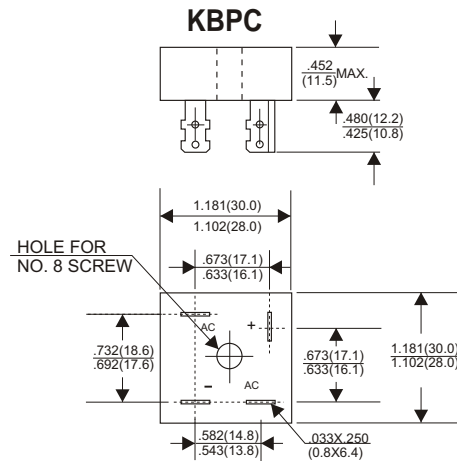 KBPC
.452
(11.5) MAX.
.480(12.2)
.425(10.8)
1.181(30.0)
1.102(28.0)
HOLE FOR
NO. 8 SCREW
.673(17.1)
.633(16.1)
AC
+
.732(18.6)
.692(17.6)
.673(17.1)
.633(16.1)
1.181(30.0)
1.102(28.0)
- AC
.582(14.8)
.543(13.8)
.033X.250
(0.8X6.4)